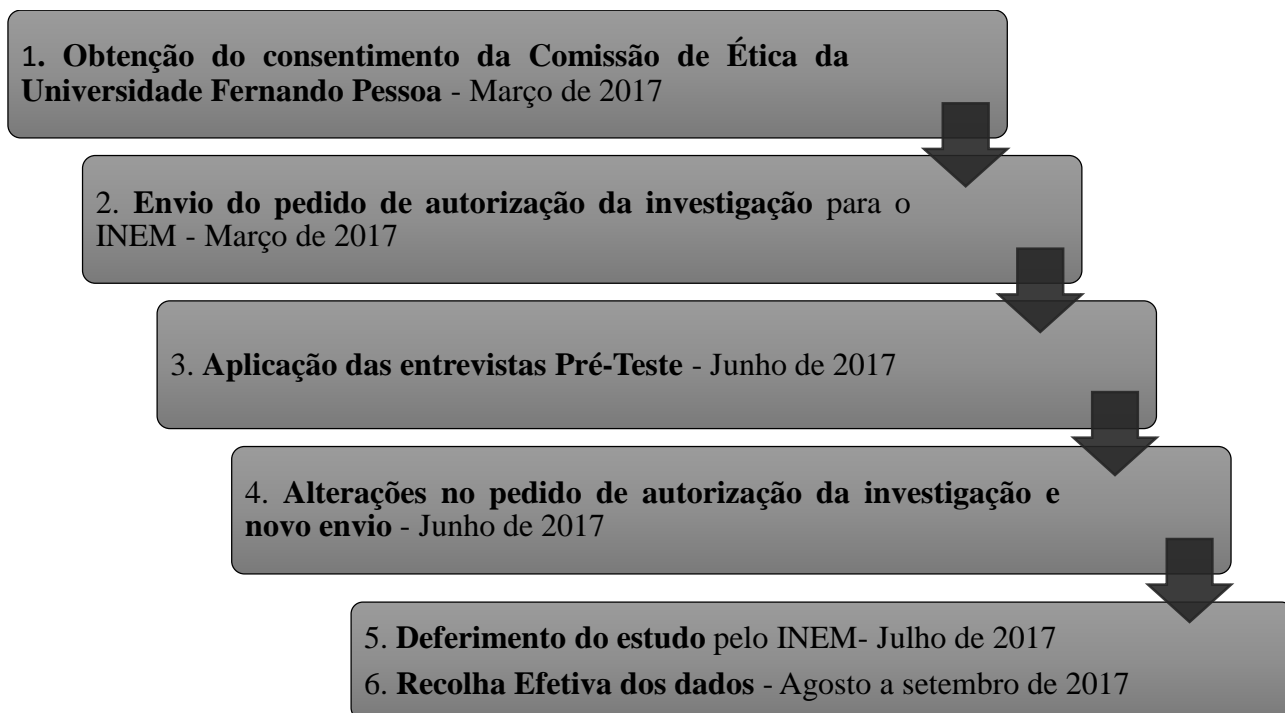 1. Obtenção do consentimento da Comissão de Ética da
Universidade Fernando Pessoa - Março de 2017
2. Envio do pedido de autorização da investigação para o
INEM - Março de 2017
3. Aplicação das entrevistas Pré-Teste - Junho de 2017
4. Alterações no pedido de autorização da investigação e
novo envio - Junho de 2017
5. Deferimento do estudo pelo INEM- Julho de 2017
6. Recolha Efetiva dos dados - Agosto a setembro de 2017